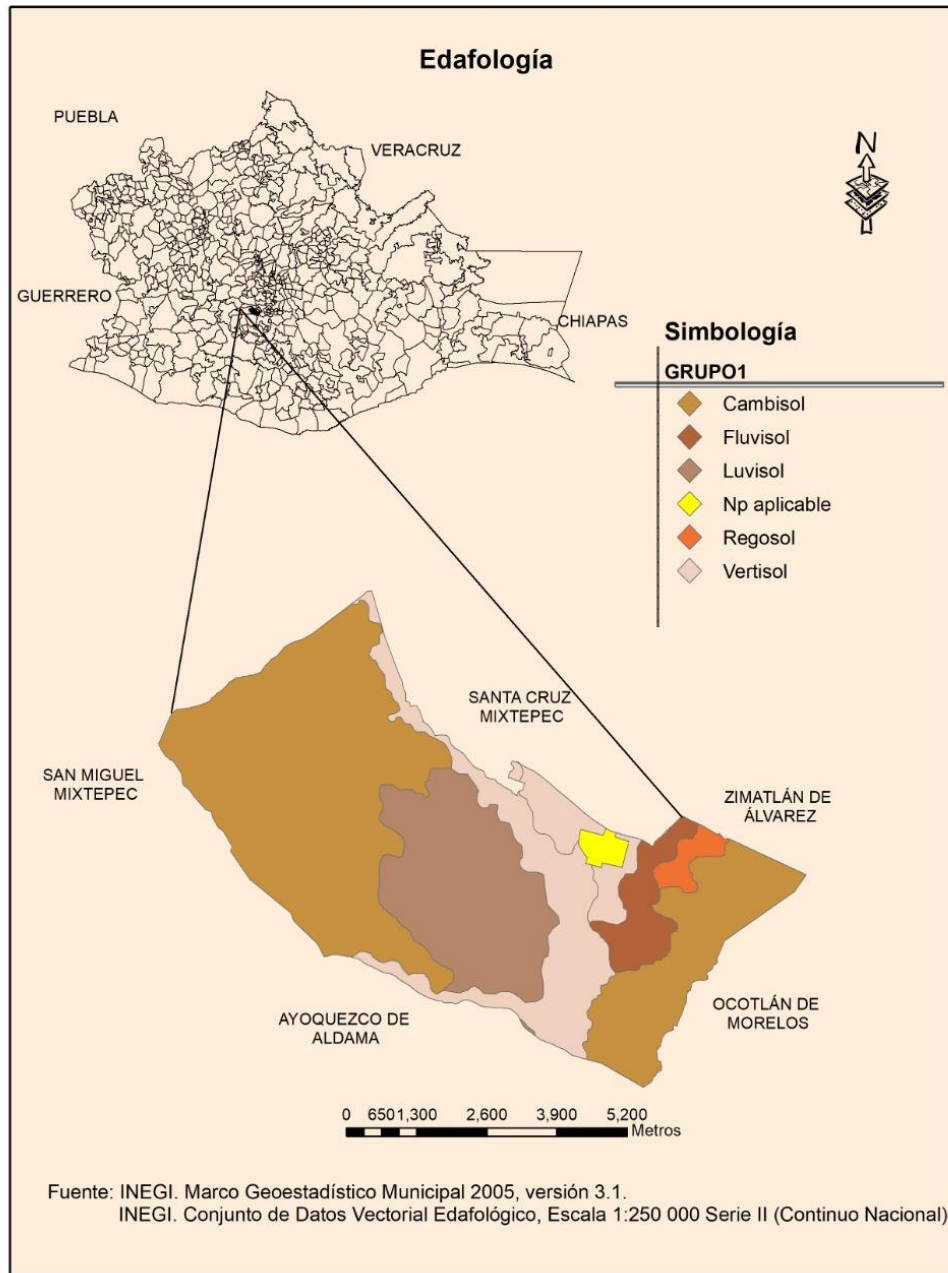 Edafología
PUEBLA
VERACRUZ
N
GUERRERO
CHIAPAS
Simbología
GRUPO1
Cambisol
Fluvisol
Luvisol
Np aplicable
Regosol
Vertisol
SANTA CRUZ
MIXTEPEC
SAN MIGUEL
MIXTEPEC
ZIMATLÁN DE
ÁLVAREZ
AYOQUEZCO DE
ALDAMA
OCOTLÁN DE
MORELOS
0 6501,300 2,600 3,900 5,200
Metros
Fuente: INEGI. Marco Geoestadístico Municipal 2005, versión 3.1.
INEGI. Conjunto de Datos Vectorial Edafológico, Escala 1:250 000 Serie II (Continuo Nacional)